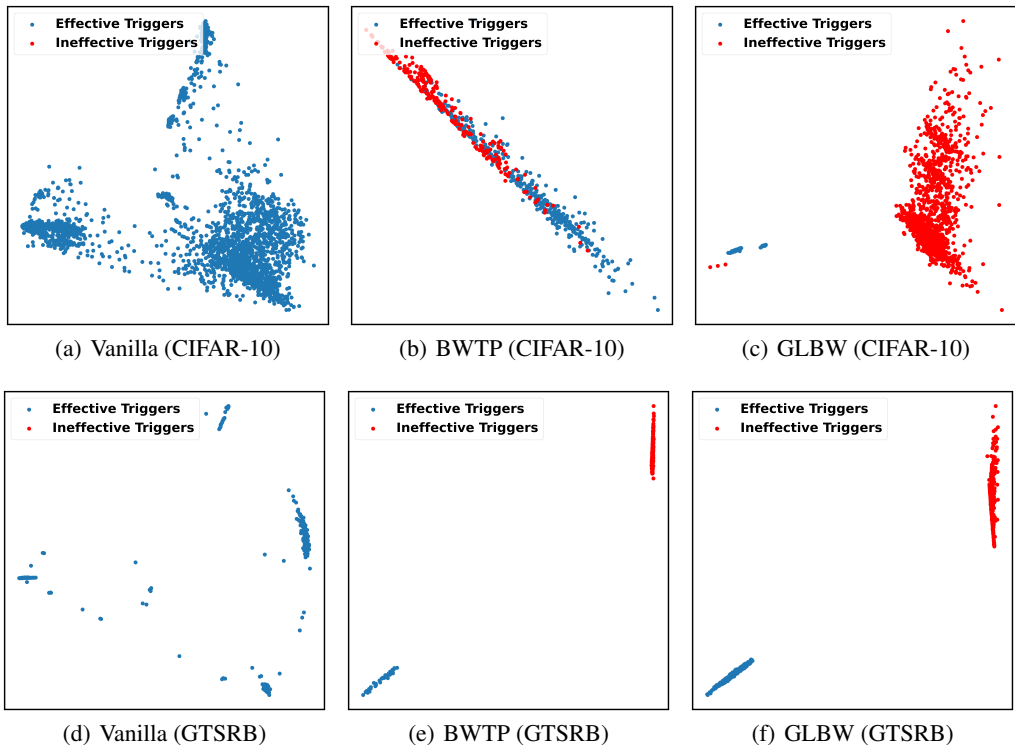 Effective Triggers
Ineffective Triggers
Effective Triggers
Ineffective Triggers
Effective Triggers
Ineffective Triggers
(a) Vanilla (CIFAR-10)
(b) BWTP (CIFAR-10)
(c) GLBW (CIFAR-10)
Effective Triggers
Ineffective Triggers
Effective Triggers
Ineffective Triggers
Effective Triggers
Ineffective Triggers
(d) Vanilla (GTSRB)
(e) BWTP (GTSRB)
(f) GLBW (GTSRB)